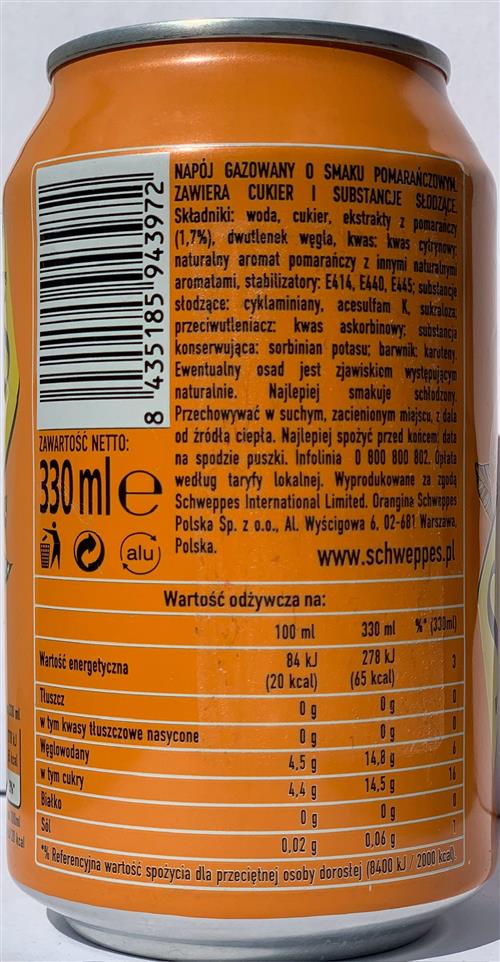 NAPÓJ GAZOWANY O SMAKU POMARAŃCZOWYM.
ZAWIERA CUKIER I SUBSTANCJE SŁODZĄCE.
Składniki: woda, cukier, ekstrakty z pomarańczy
(1,7%), dwutlenek węgla, kwas: kwas cytrynowy;
naturalny aromat pomarańczy z innymi naturalnymi
aromatami, stabilizatory: E414, E440, E445; substancje
słodzące: cyklaminiany, acesulfam K, sukraloza;
przeciwutleniacz: kwas askorbinowy; substancja
konserwująca: sorbinian potasu; barwnik: karoteny.
Ewentualny osad jest zjawiskiem występującym
naturalnie. Najlepiej smakuje schłodzony.
Przechowywać w suchym, zacienionym miejscu, z dala
od źródła ciepła. Najlepiej spożyć przed końcem: data
na spodzie puszki. Infolinia 0 800 800 802. Opłata
według taryfy lokalnej. Wyprodukowane za zgodą
Schweppes International Limited. Orangina Schweppes
Polska Sp. z o.o., Al. Wyścigowa 6, 02-681 Warszawa,
Polska.
www.schweppes.pl
8 435185 943972
ZAWARTOŚĆ NETTO:
330 ml e
alu
Wartość odżywcza na:
100 ml 330 ml %* (330ml)
Wartość energetyczna 84 kJ 278 kJ 3
(20 kcal) (65 kcal)
Tłuszcz 0 g 0 g 0
w tym kwasy tłuszczowe nasycone 0 g 0 g 0
Węglowodany 4,5 g 14,8 g 6
w tym cukry 4,4 g 14,5 g 16
Białko 0 g 0 g 0
Sól 0,02 g 0,06 g 1
*% Referencyjna wartość spożycia dla przeciętnej osoby dorosłej (8400 kJ / 2000 kcal).